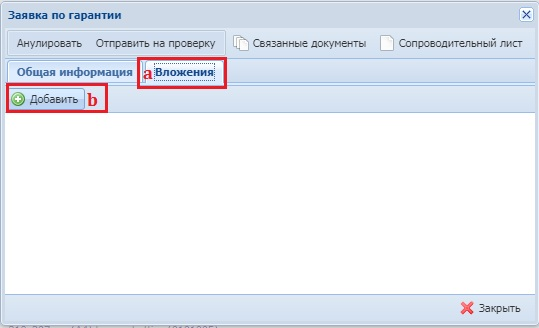 Заявка по гарантии
Анулировать Отправить на проверку Связанные документы Сопроводительный лист
Общая информация a Вложения
Добавить b
Закрыть